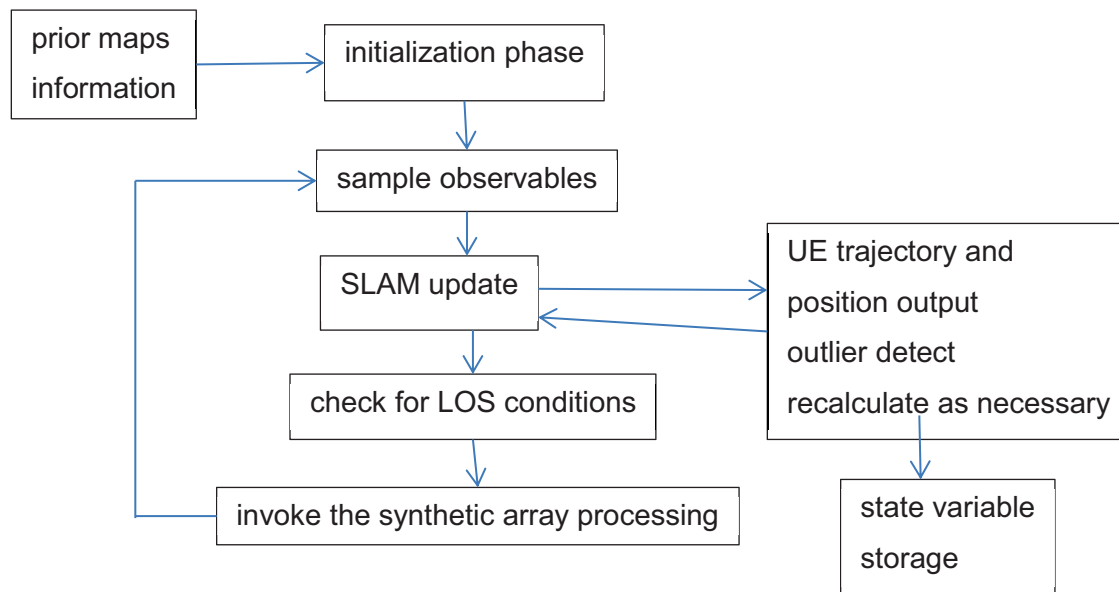 prior maps
information
initialization phase
sample observables
SLAM update
UE trajectory and
position output
outlier detect
recalculate as necessary
check for LOS conditions
invoke the synthetic array processing
state variable
storage